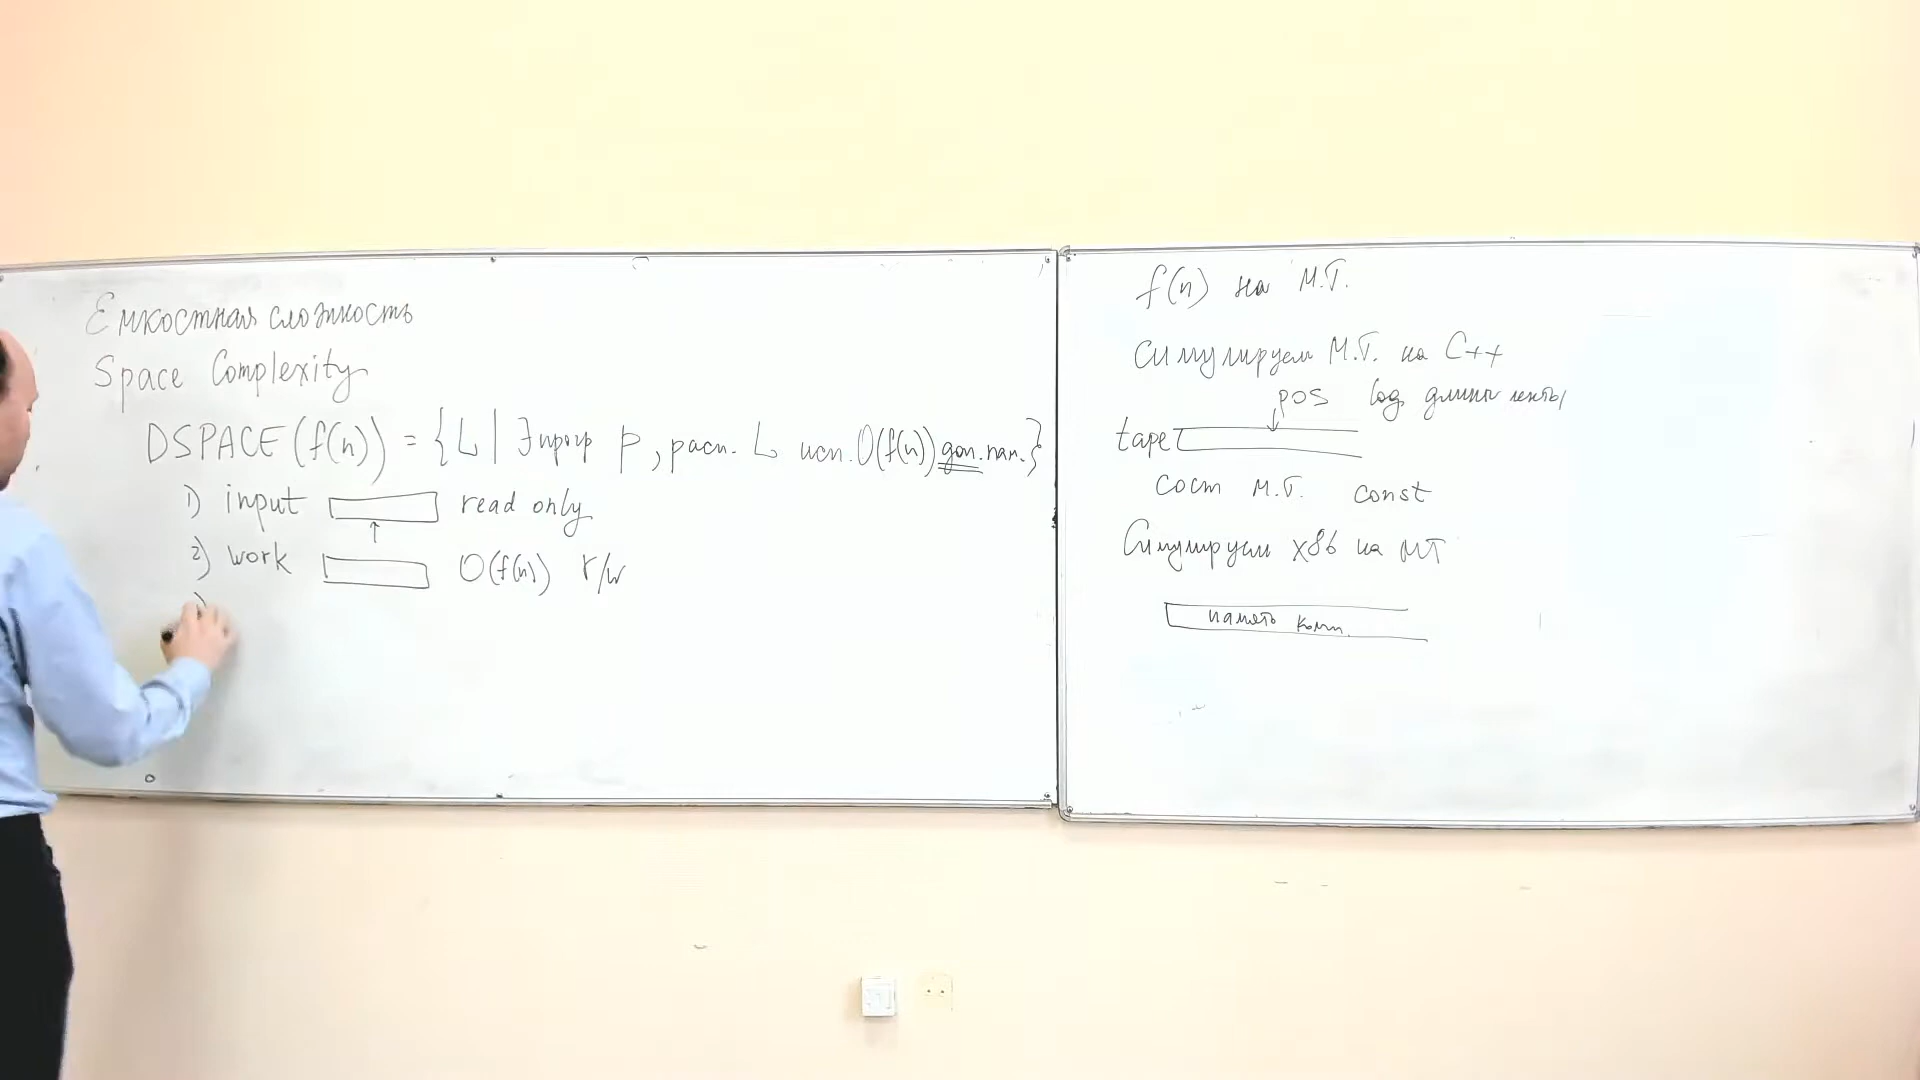 Емкостная сложность
Space Complexity
DSPACE(f(n)) = {L | ∃ прогр p, расп. L исп. O(f(n)) доп. пам.}
1) input read only
2) work O(f(n)) r/w
)
f(n) на М.Т.
Симулируем М.Т. на C++
pos log длины ленты
tape
сост М.Т. const
Симулируем x86 на МТ
память комп.